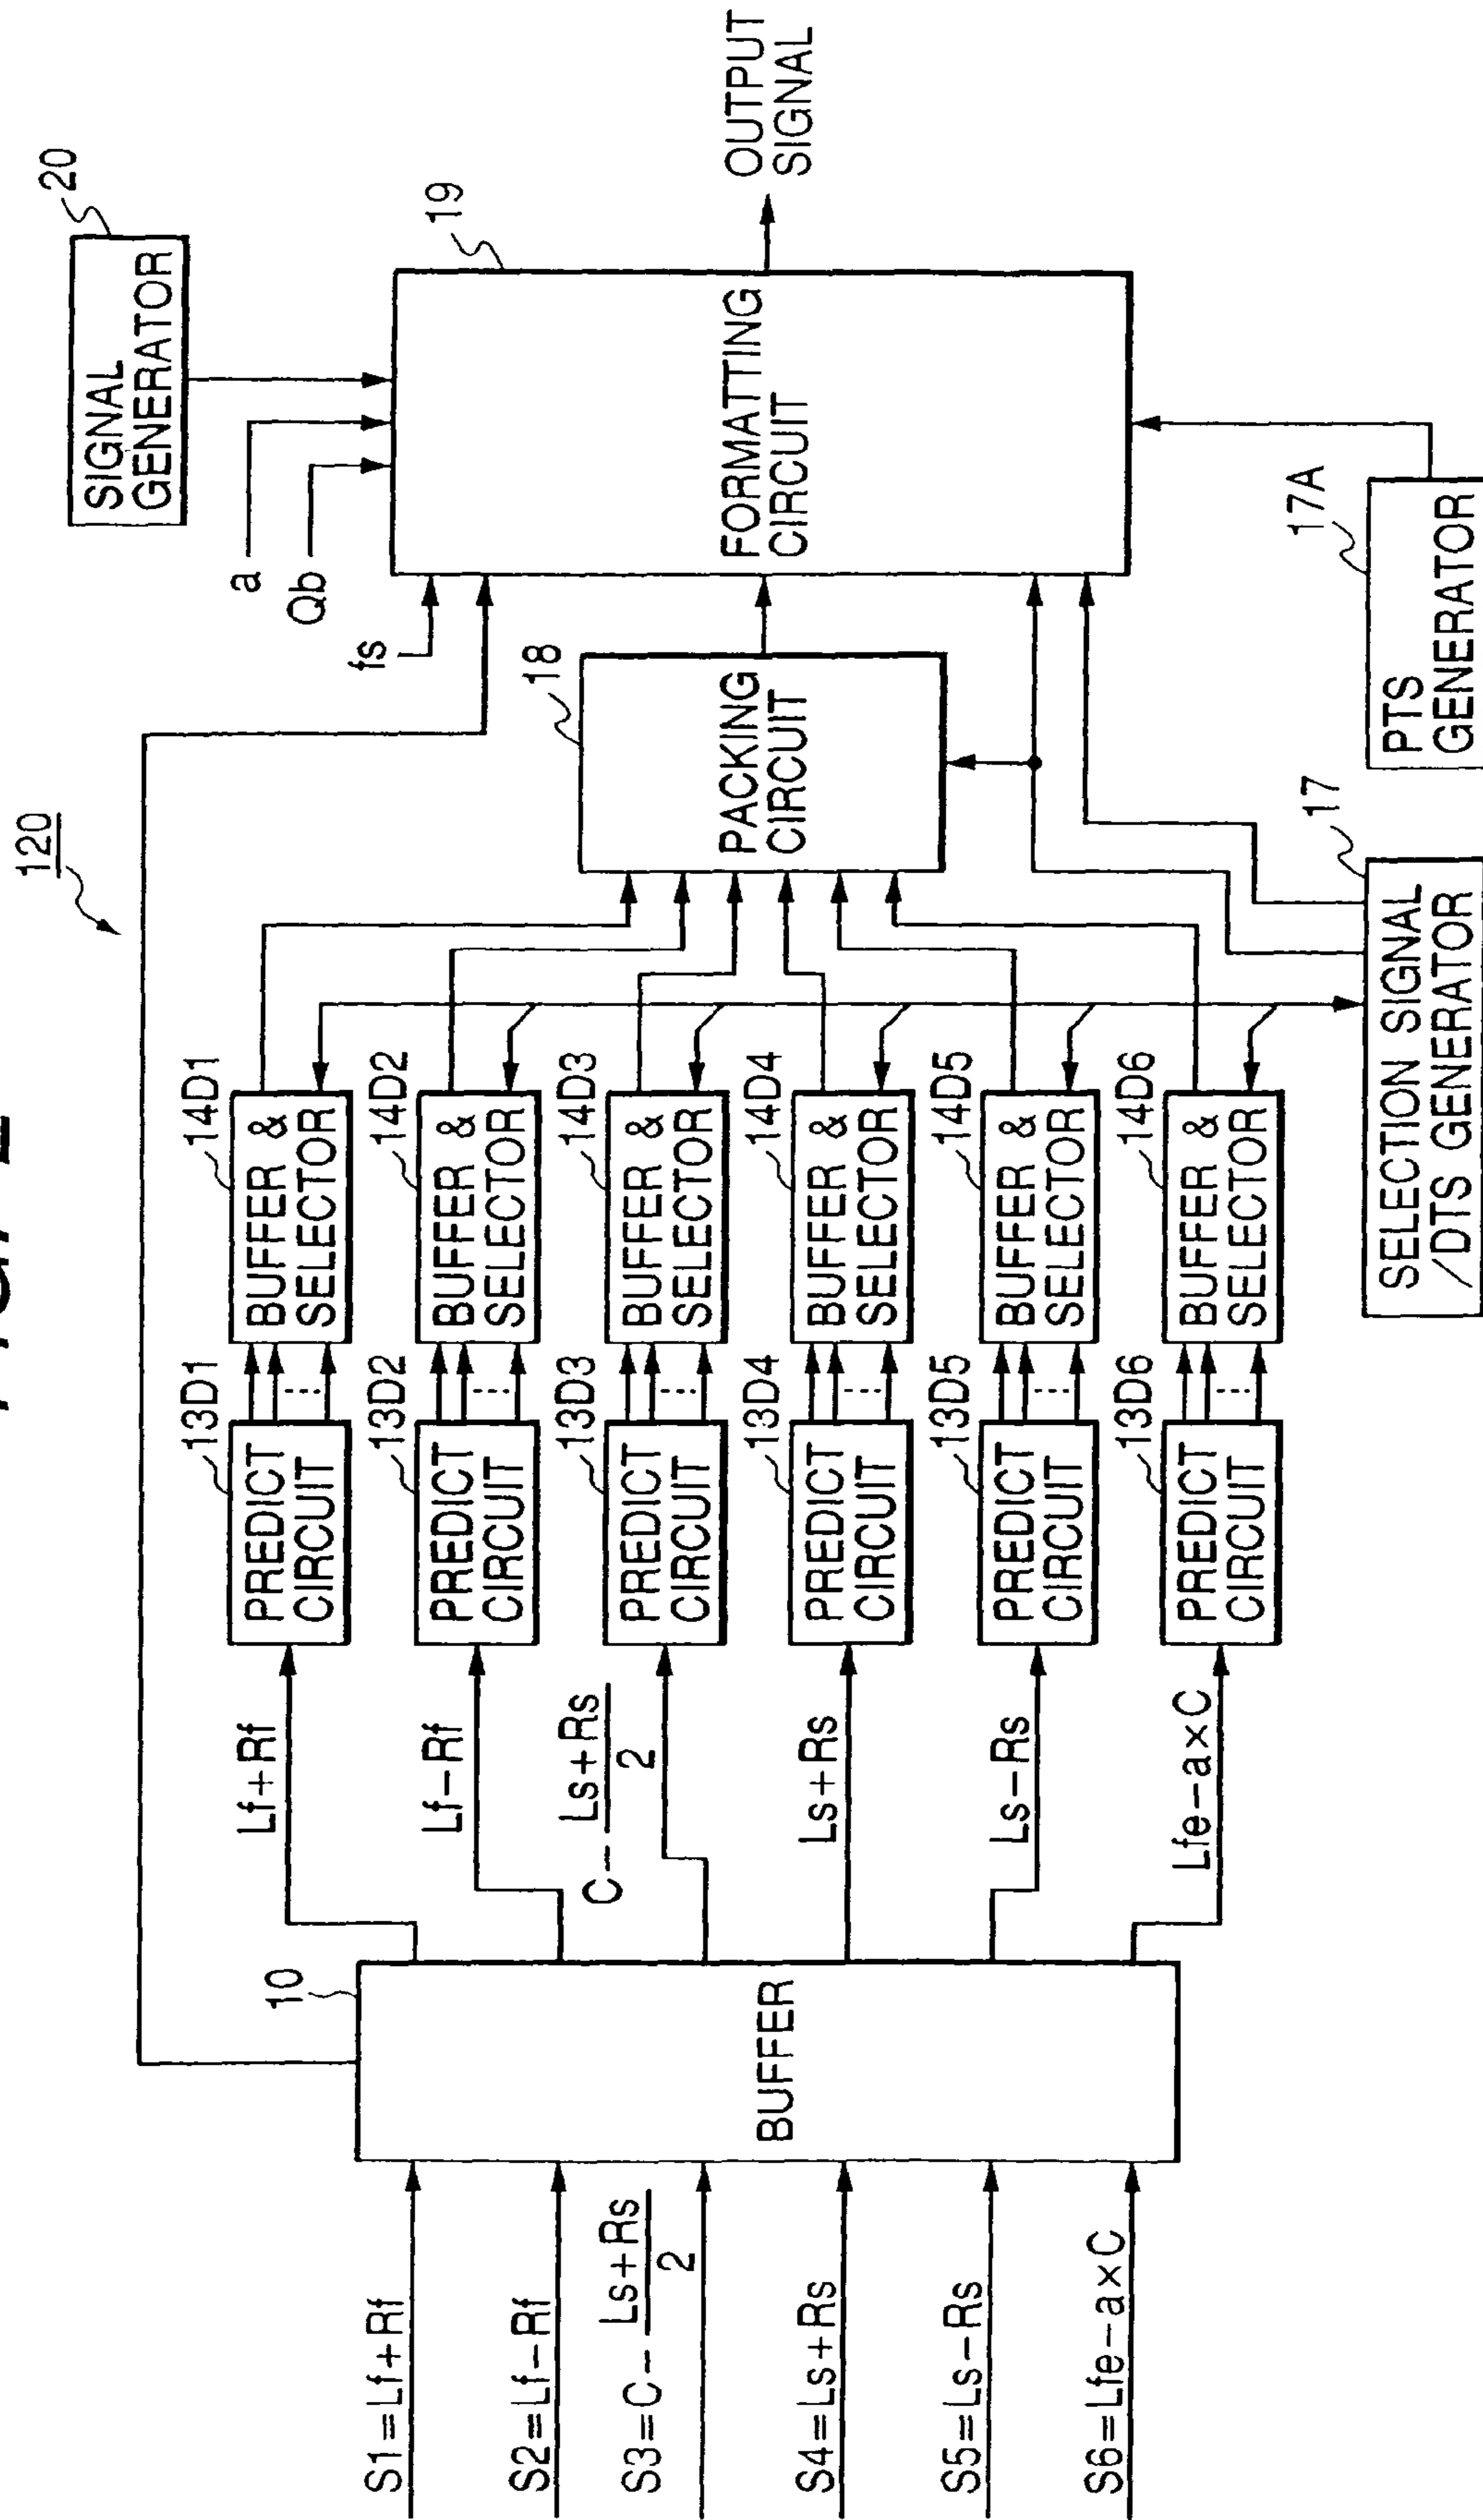 120
S1=Lf+Rf
S2=Lf-Rf
S3=C- Ls+Rs
2
S4=Ls+Rs
S5=Ls-Rs
S6=Lfe-a×C
10
BUFFER
Lf+Rf
Lf-Rf
C- Ls+Rs
2
Ls+Rs
Ls-Rs
Lfe-a×C
13D1
PREDICT
CIRCUIT
13D2
PREDICT
CIRCUIT
13D3
PREDICT
CIRCUIT
13D4
PREDICT
CIRCUIT
13D5
PREDICT
CIRCUIT
13D6
PREDICT
CIRCUIT
14D1
BUFFER &
SELECTOR
14D2
BUFFER &
SELECTOR
14D3
BUFFER &
SELECTOR
14D4
BUFFER &
SELECTOR
14D5
BUFFER &
SELECTOR
14D6
BUFFER &
SELECTOR
17
SELECTION SIGNAL
/DTS GENERATOR
18
PACKING
CIRCUIT
17A
PTS
GENERATOR
fs
a
Qb
20
SIGNAL
GENERATOR
19
FORMATTING
CIRCUIT
OUTPUT
SIGNAL